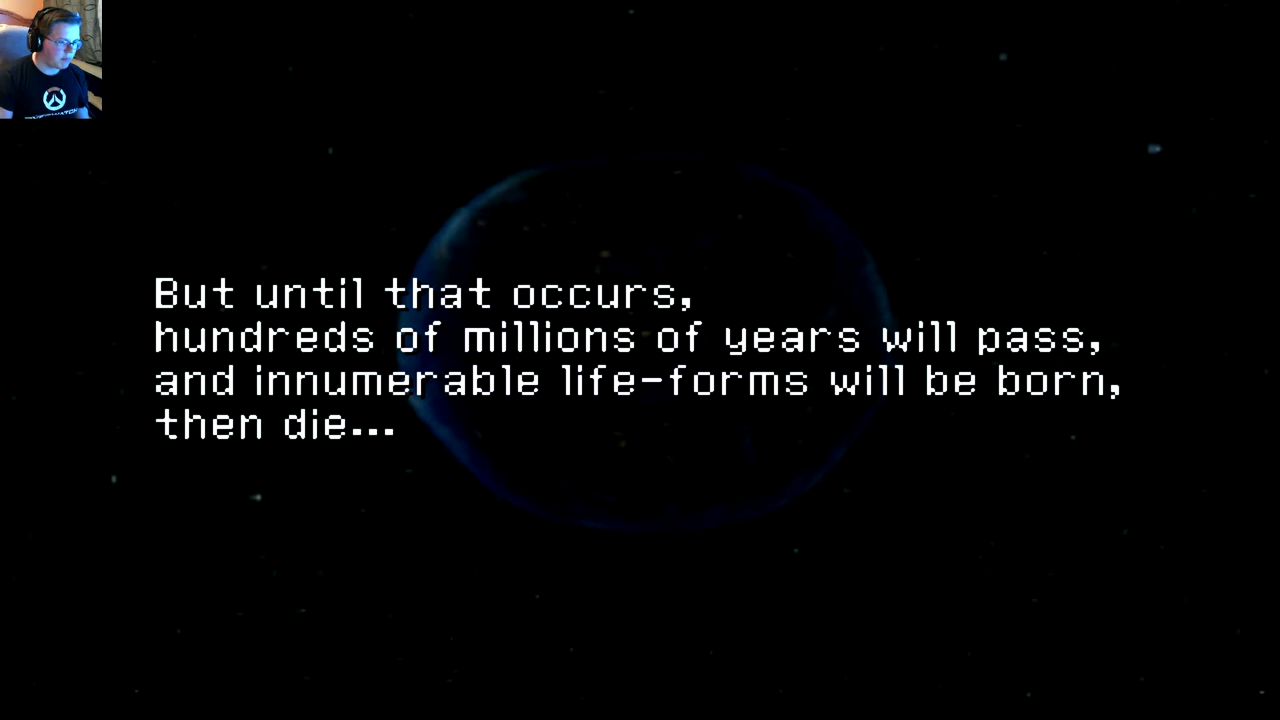 But until that occurs,
hundreds of millions of years will pass,
and innumerable life-forms will be born,
then die...